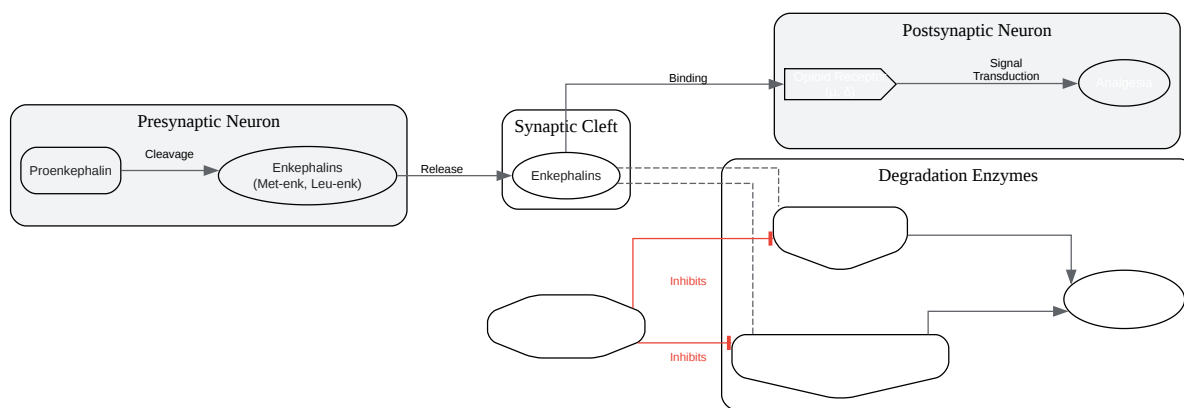 Postsynaptic Neuron
Binding
Opioid Receptor
(μ, δ)
Signal
Transduction
Analgesia
Presynaptic Neuron
Proenkephalin
Cleavage
Enkephalins
(Met-enk, Leu-enk)
Release
Synaptic Cleft
Enkephalins
Degradation Enzymes
Inhibits
Inhibits